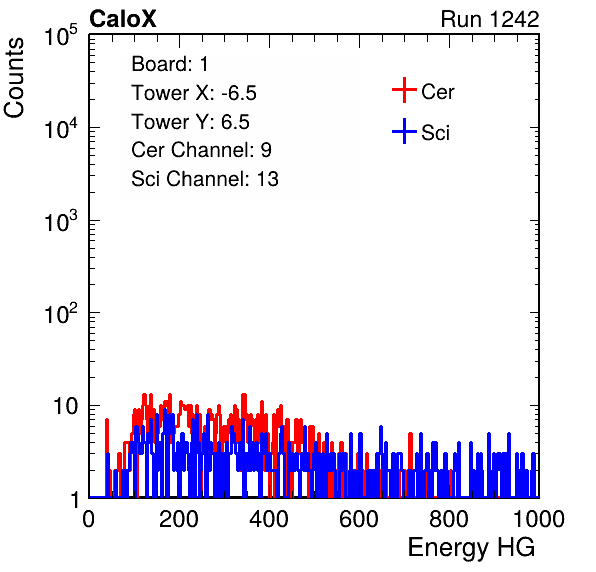 CaloX Run 1242
Counts
10^5
10^4
10^3
10^2
10
1
Board: 1
Tower X: -6.5
Tower Y: 6.5
Cer Channel: 9
Sci Channel: 13
Cer
Sci
0 200 400 600 800 1000
Energy HG